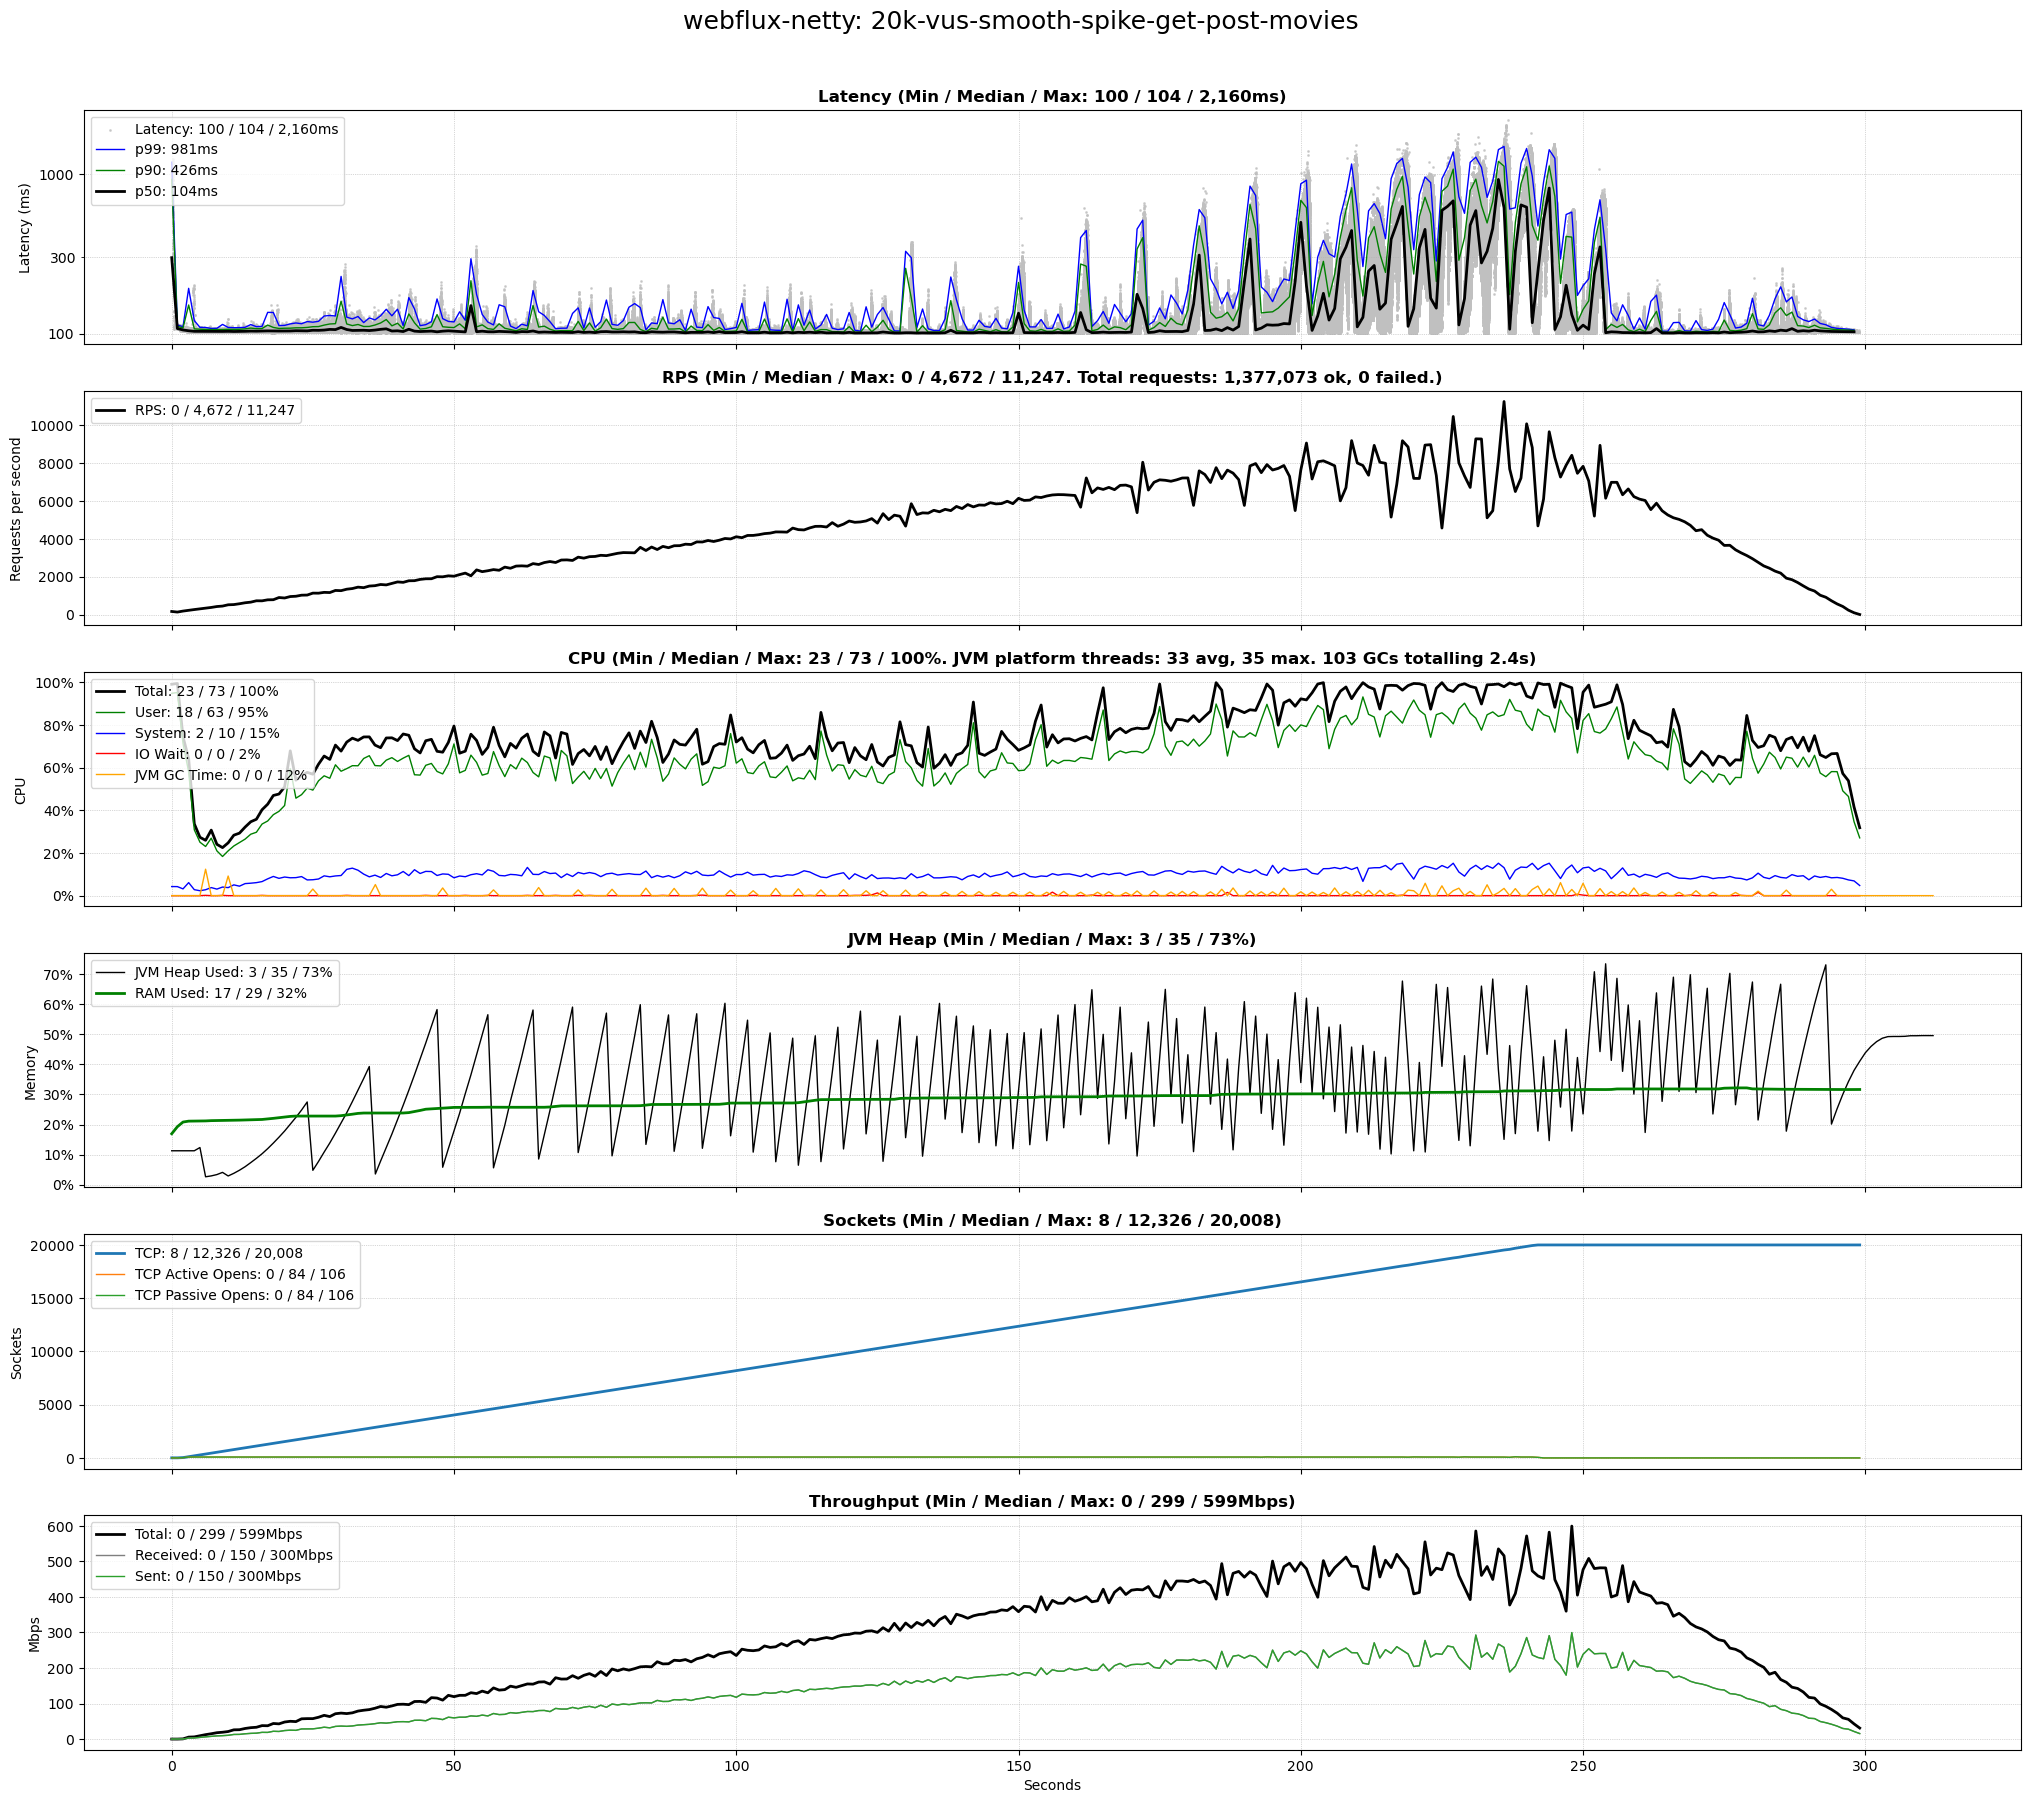 webflux-netty: 20k-vus-smooth-spike-get-post-movies
Latency (Min / Median / Max: 100 / 104 / 2,160ms)
Latency: 100 / 104 / 2,160ms
p99: 981ms
p90: 426ms
p50: 104ms
Latency (ms)
1000
300
100
RPS (Min / Median / Max: 0 / 4,672 / 11,247. Total requests: 1,377,073 ok, 0 failed.)
RPS: 0 / 4,672 / 11,247
Requests per second
10000
8000
6000
4000
2000
0
CPU (Min / Median / Max: 23 / 73 / 100%. JVM platform threads: 33 avg, 35 max. 103 GCs totalling 2.4s)
Total: 23 / 73 / 100%
User: 18 / 63 / 95%
System: 2 / 10 / 15%
IO Wait: 0 / 0 / 2%
JVM GC Time: 0 / 0 / 12%
CPU
100%
80%
60%
40%
20%
0%
JVM Heap (Min / Median / Max: 3 / 35 / 73%)
JVM Heap Used: 3 / 35 / 73%
RAM Used: 17 / 29 / 32%
Memory
70%
60%
50%
40%
30%
20%
10%
0%
Sockets (Min / Median / Max: 8 / 12,326 / 20,008)
TCP: 8 / 12,326 / 20,008
TCP Active Opens: 0 / 84 / 106
TCP Passive Opens: 0 / 84 / 106
Sockets
20000
15000
10000
5000
0
Throughput (Min / Median / Max: 0 / 299 / 599Mbps)
Total: 0 / 299 / 599Mbps
Received: 0 / 150 / 300Mbps
Sent: 0 / 150 / 300Mbps
Mbps
600
500
400
300
200
100
0
0 50 100 150 200 250 300
Seconds